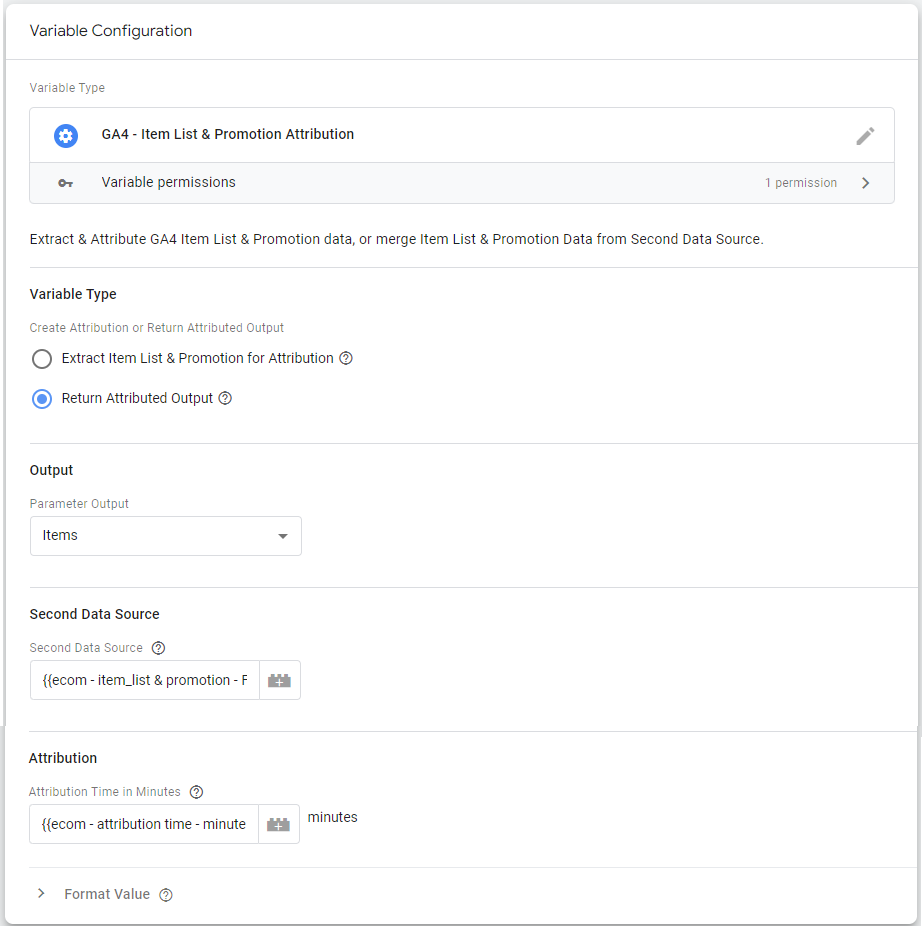 Variable Configuration
Variable Type
GA4 - Item List & Promotion Attribution
Variable permissions
1 permission
Extract & Attribute GA4 Item List & Promotion data, or merge Item List & Promotion Data from Second Data Source.
Variable Type
Create Attribution or Return Attributed Output
Extract Item List & Promotion for Attribution
Return Attributed Output
Output
Parameter Output
Items
Second Data Source
Second Data Source
{{ecom - item_list & promotion - F
Attribution
Attribution Time in Minutes
{{ecom - attribution time - minute
minutes
Format Value